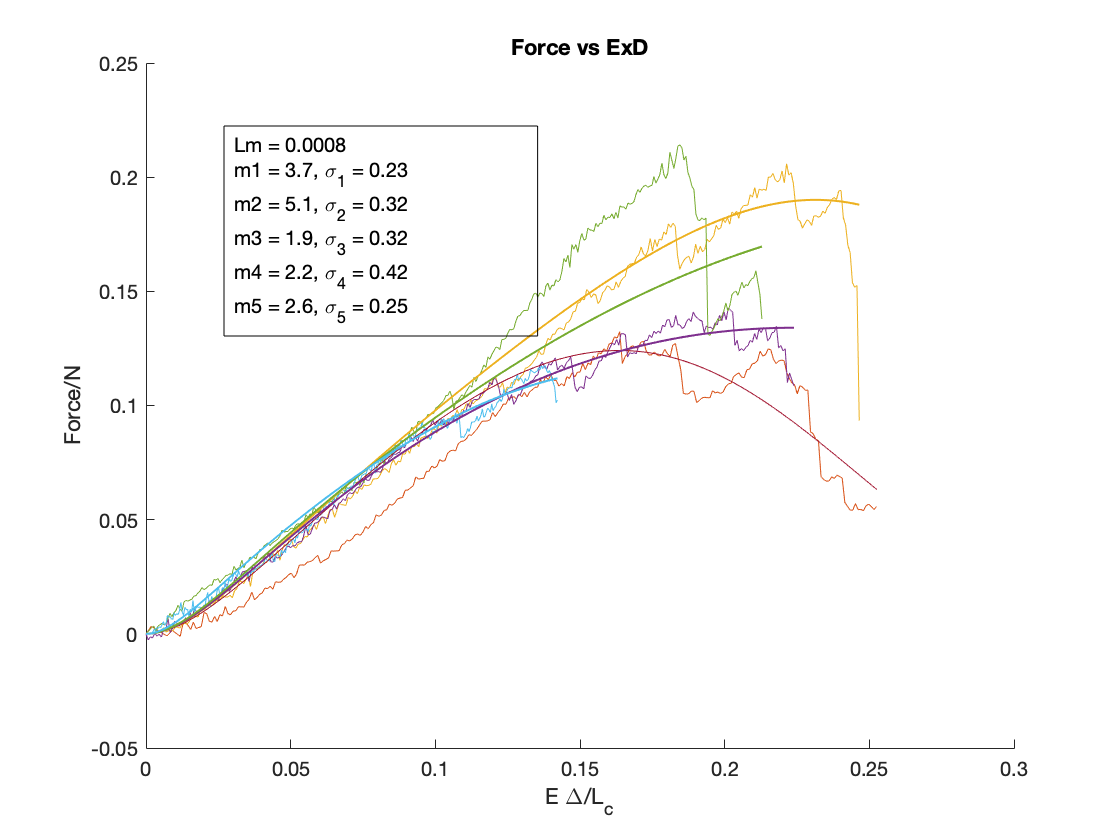 Force vs ExD
0.25
0.2
0.15
0.1
0.05
0
-0.05
Force/N
Lm = 0.0008
m1 = 3.7, σ1 = 0.23
m2 = 5.1, σ2 = 0.32
m3 = 1.9, σ3 = 0.32
m4 = 2.2, σ4 = 0.42
m5 = 2.6, σ5 = 0.25
0 0.05 0.1 0.15 0.2 0.25 0.3
E Δ/Lc